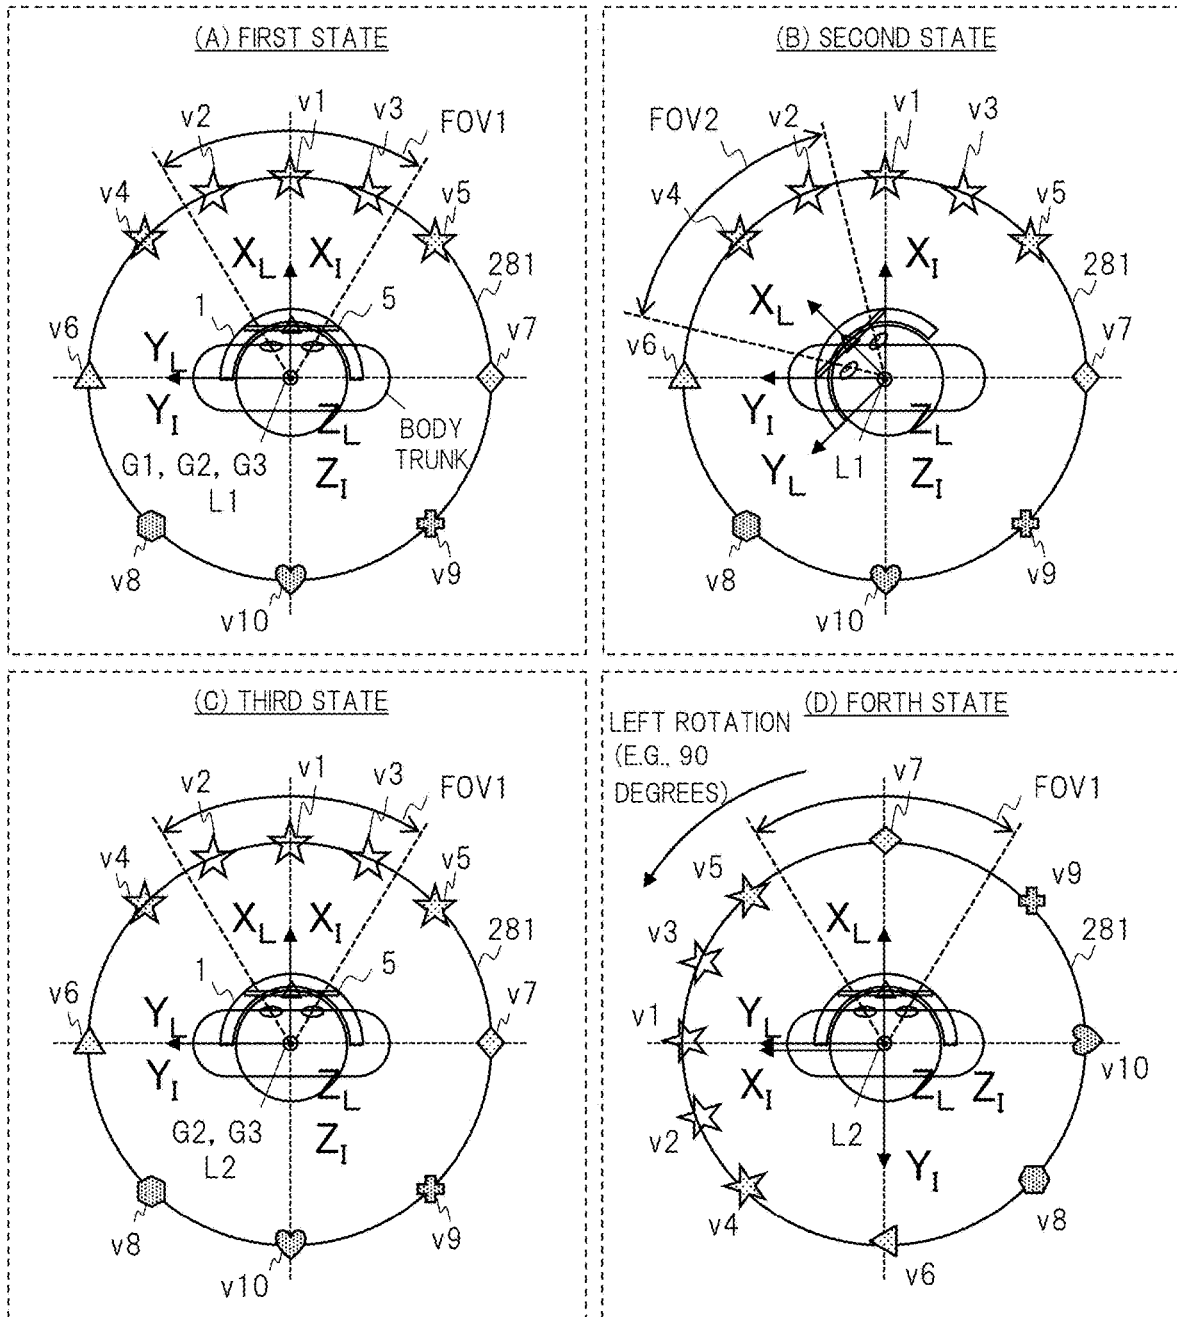 (A) FIRST STATE
v1
v2
v3
FOV1
v4
v5
X_L
X_I
281
1
5
v6
v7
Y_L
Y_I
Z_L
Z_I
BODY
TRUNK
G1, G2, G3
L1
v8
v9
v10
(B) SECOND STATE
v1
v2
v3
FOV2
v4
v5
X_I
281
X_L
v6
v7
Y_I
Z_L
Y_L
L1
Z_I
v8
v9
v10
(C) THIRD STATE
v1
v2
v3
FOV1
v4
v5
X_L
X_I
281
1
5
v6
v7
Y_L
Y_I
Z_L
G2, G3
Z_I
L2
v8
v9
v10
(D) FORTH STATE
LEFT ROTATION
(E.G., 90
DEGREES)
v7
FOV1
v5
v9
v3
X_L
281
v1
Y_L
X_I
Z_L
Z_I
v10
v2
L2
Y_I
v4
v8
v6